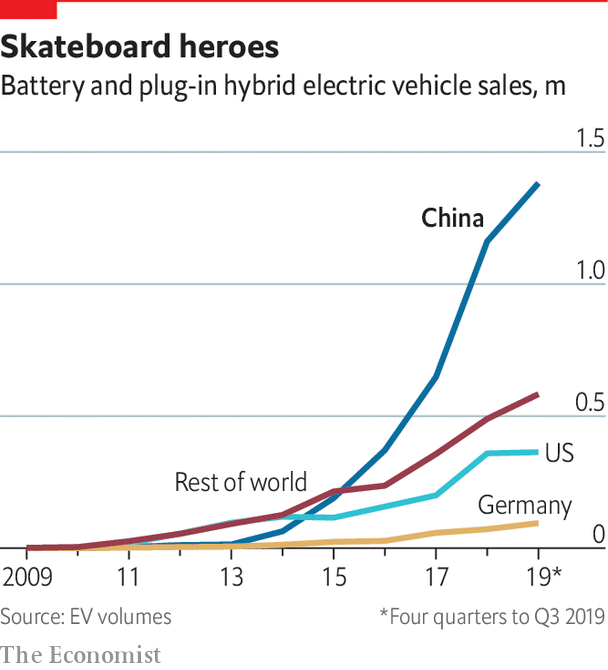 Skateboard heroes
Battery and plug-in hybrid electric vehicle sales, m
1.5
China
1.0
0.5
Rest of world
US
Germany
0
2009 11 13 15 17 19*
Source: EV volumes *Four quarters to Q3 2019
The Economist